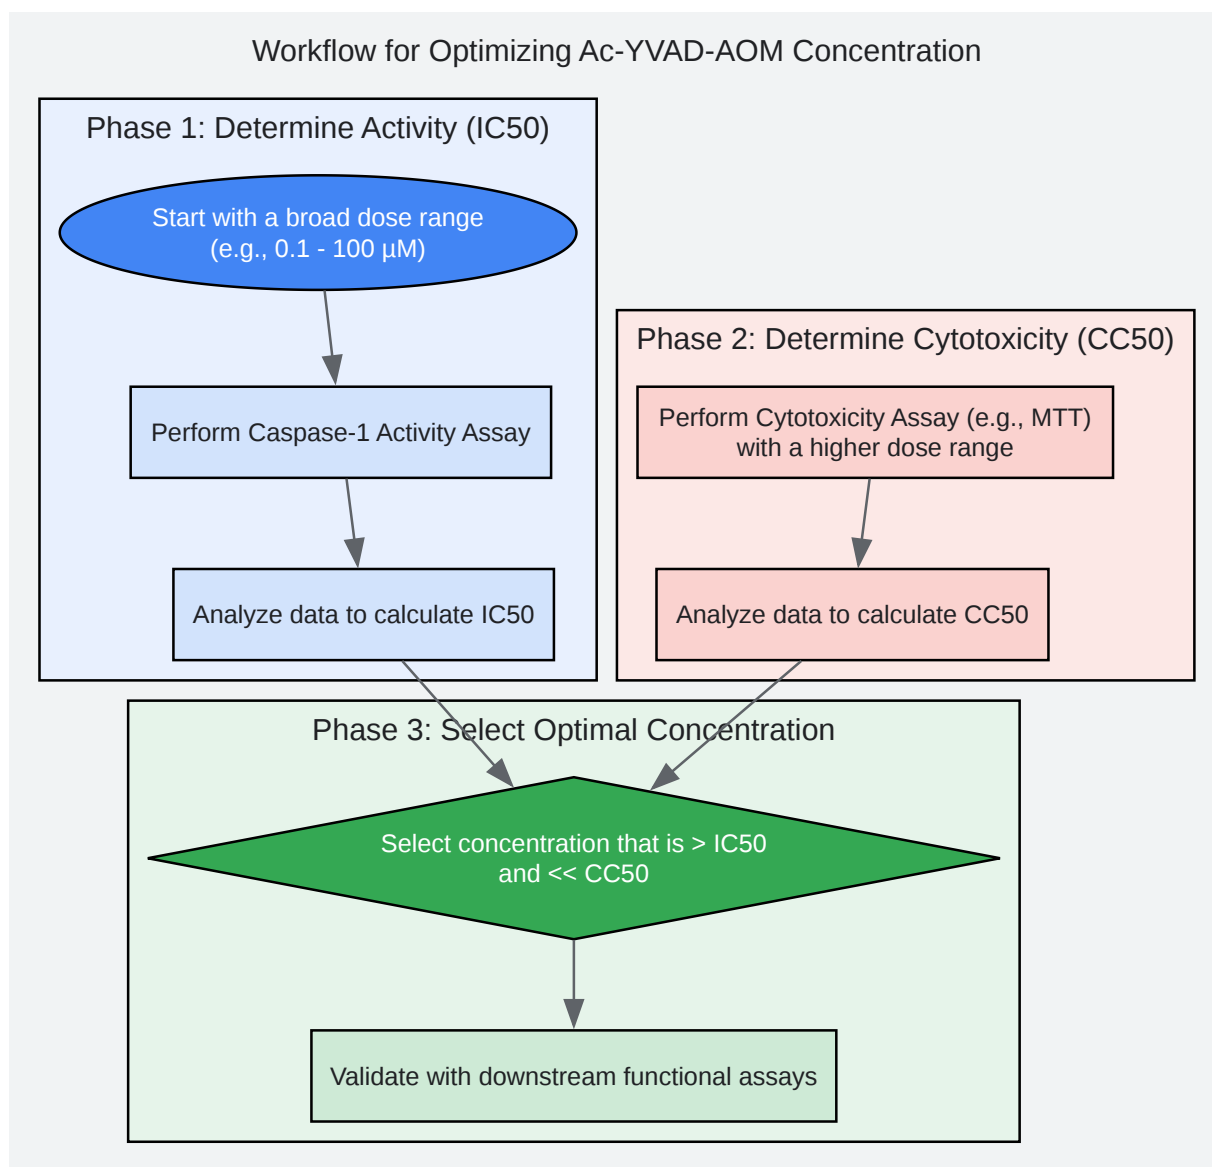 Workflow for Optimizing Ac-YVAD-AOM Concentration
Phase 1: Determine Activity (IC50)
Start with a broad dose range
(e.g., 0.1 - 100 µM)
Perform Caspase-1 Activity Assay
Analyze data to calculate IC50
Phase 2: Determine Cytotoxicity (CC50)
Perform Cytotoxicity Assay (e.g., MTT)
with a higher dose range
Analyze data to calculate CC50
Phase 3: Select Optimal Concentration
Select concentration that is > IC50
and << CC50
Validate with downstream functional assays